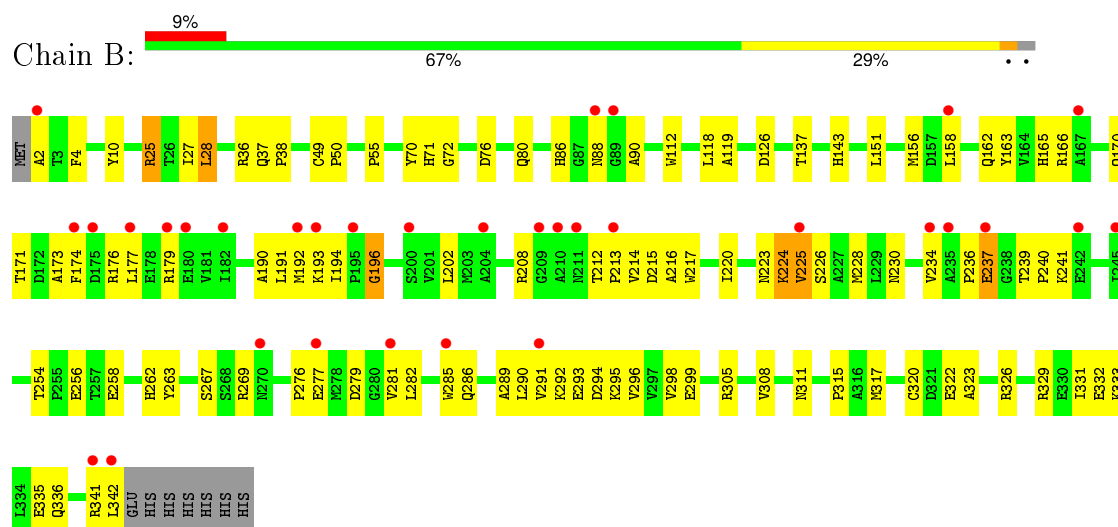 9%
Chain B:
67% 29% • •
MET A2 T3 F4 Y10 R25 T26 I27 L28 R36 Q37 P38 C49 P50 P55 Y70 H71 G72 D76 Q80 H86 G87 N88 G89 A90 W112 L118 A119 D126 T137 H143 L151 M156 D157 L158 Q162 Y163 V164 H165 R166 A167
T171 D172 A173 F174 D175 R176 L177 E178 R179 E180 V181 I182 A190 L191 M192 K193 I194 P195 G196 S200 V201 L202 M203 A204 R208 G209 A210 N211 T212 P213 V214 D215 A216 W217 I220 N223 K224 V225 S226 A227 M228 L229 N230 V234 A235 P236 E237 G238 T239 P240 K241 E242
T254 P255 E256 T257 E258 H262 Y263 S267 S268 R269 N270 P276 E277 M278 D279 G280 V281 L282 W285 Q286 A289 L290 V291 K292 E293 D294 K295 V296 V297 V298 E299 R305 V308 N311 P315 A316 M317 C320 D321 E322 A323 R326 R329 E330 I331 E332 K333
L334 E335 Q336 R341 L342 GLU HIS HIS HIS HIS HIS HIS